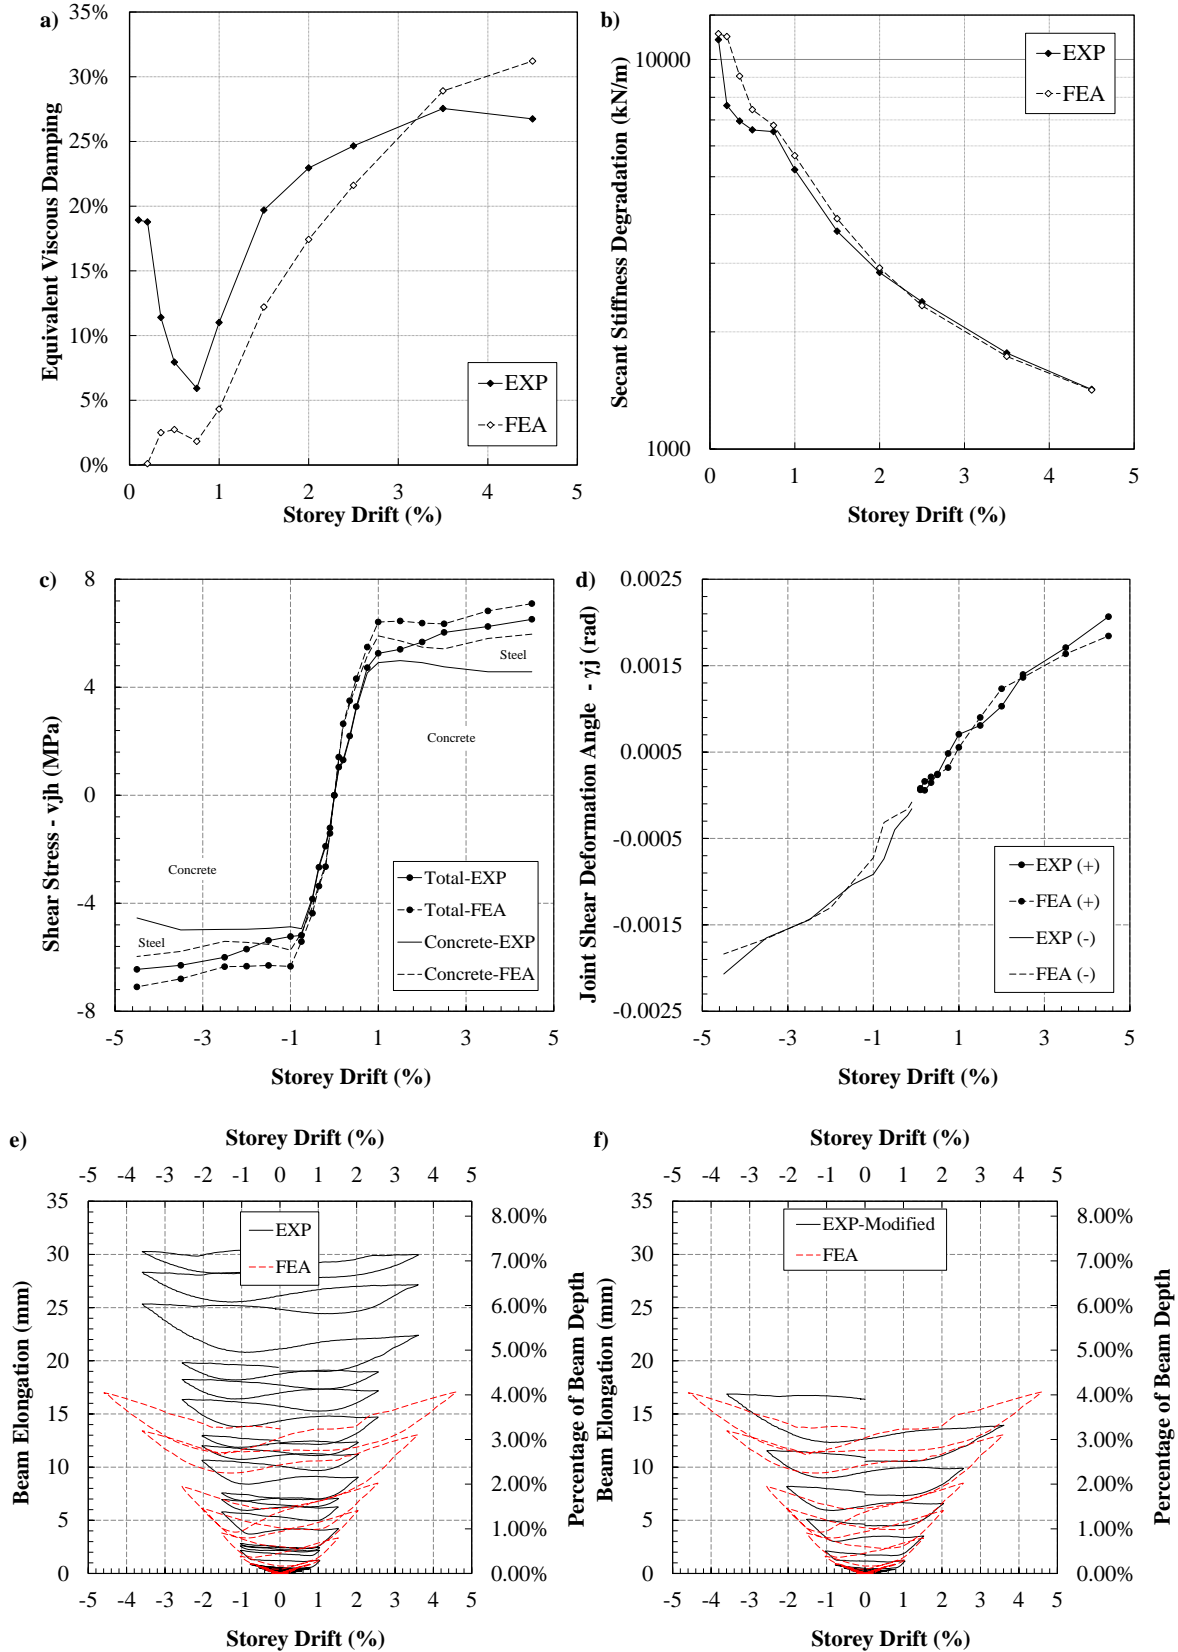 a)
Equivalent Viscous Damping
35%
30%
25%
20%
15%
10%
5%
0%
EXP
FEA
0 1 2 3 4 5
Storey Drift (%)
b)
Secant Stiffness Degradation (kN/m)
10000
1000
EXP
FEA
0 1 2 3 4 5
Storey Drift (%)
c)
Shear Stress - vjh (MPa)
8
4
0
-4
-8
Steel
Concrete
Concrete
Steel
Total-EXP
Total-FEA
Concrete-EXP
Concrete-FEA
-5 -3 -1 1 3 5
Storey Drift (%)
d)
Joint Shear Deformation Angle - γj (rad)
0.0025
0.0015
0.0005
-0.0005
-0.0015
-0.0025
EXP (+)
FEA (+)
EXP (-)
FEA (-)
-5 -3 -1 1 3 5
Storey Drift (%)
e)
Storey Drift (%)
-5 -4 -3 -2 -1 0 1 2 3 4 5
Beam Elongation (mm)
35
30
25
20
15
10
5
0
EXP
FEA
8.00%
7.00%
6.00%
5.00%
4.00%
3.00%
2.00%
1.00%
0.00%
Percentage of Beam Depth
-5 -4 -3 -2 -1 0 1 2 3 4 5
Storey Drift (%)
f)
Storey Drift (%)
-5 -4 -3 -2 -1 0 1 2 3 4 5
Beam Elongation (mm)
35
30
25
20
15
10
5
0
EXP-Modified
FEA
8.00%
7.00%
6.00%
5.00%
4.00%
3.00%
2.00%
1.00%
0.00%
Percentage of Beam Depth
-5 -4 -3 -2 -1 0 1 2 3 4 5
Storey Drift (%)